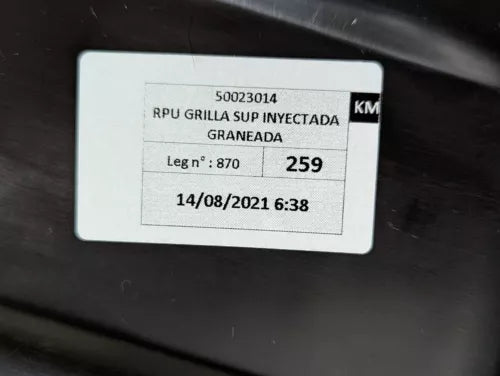 50023014
RPU GRILLA SUP INYECTADA
GRANEADA
KM
Leg n° : 870
259
14/08/2021 6:38